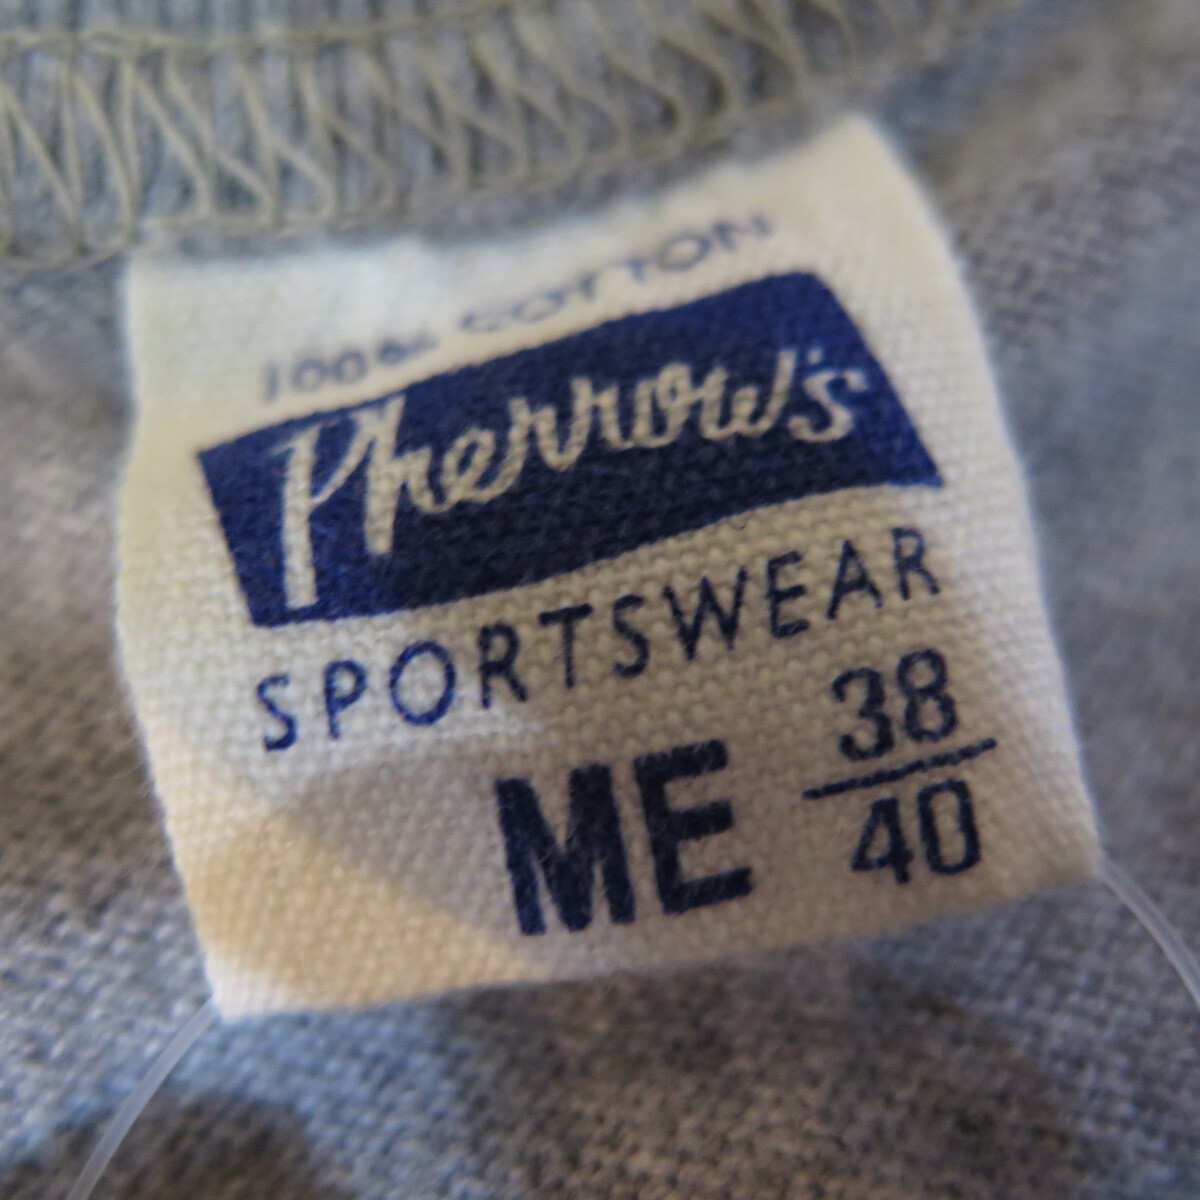 100% COTTON
Pherrow's
SPORTSWEAR
ME 38/40